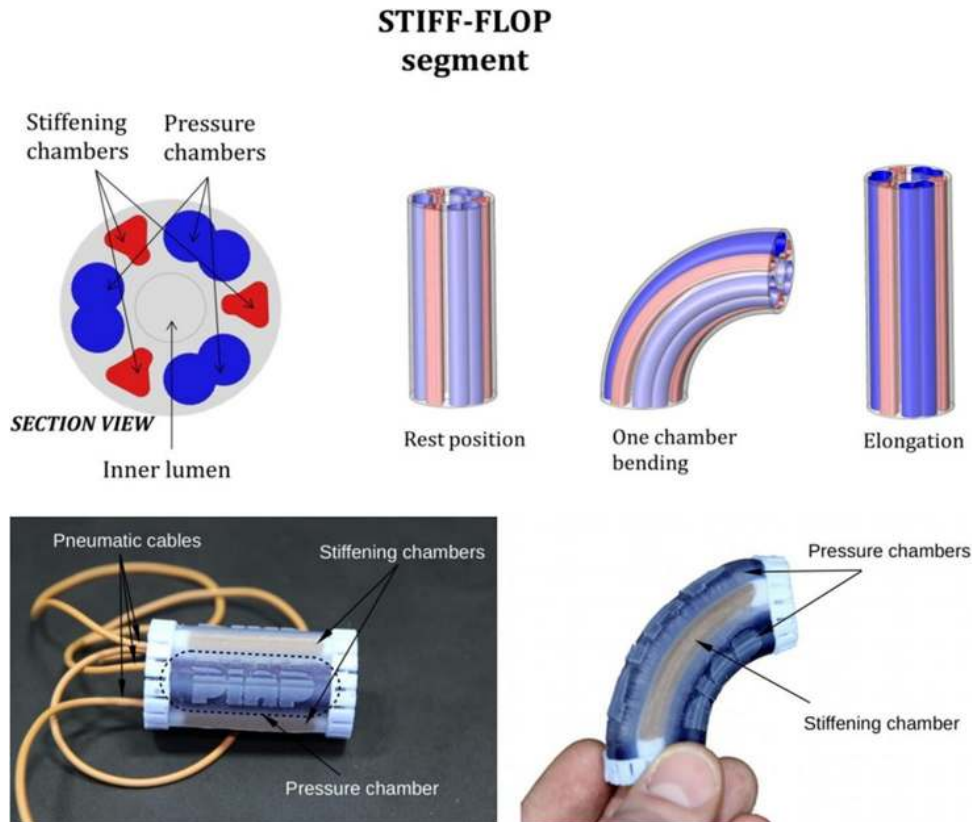 STIFF-FLOP
segment
Stiffening
chambers
Pressure
chambers
SECTION VIEW
Inner lumen
Rest position
One chamber
bending
Elongation
Pneumatic cables
Stiffening chambers
Pressure chamber
Pressure chambers
Stiffening chamber